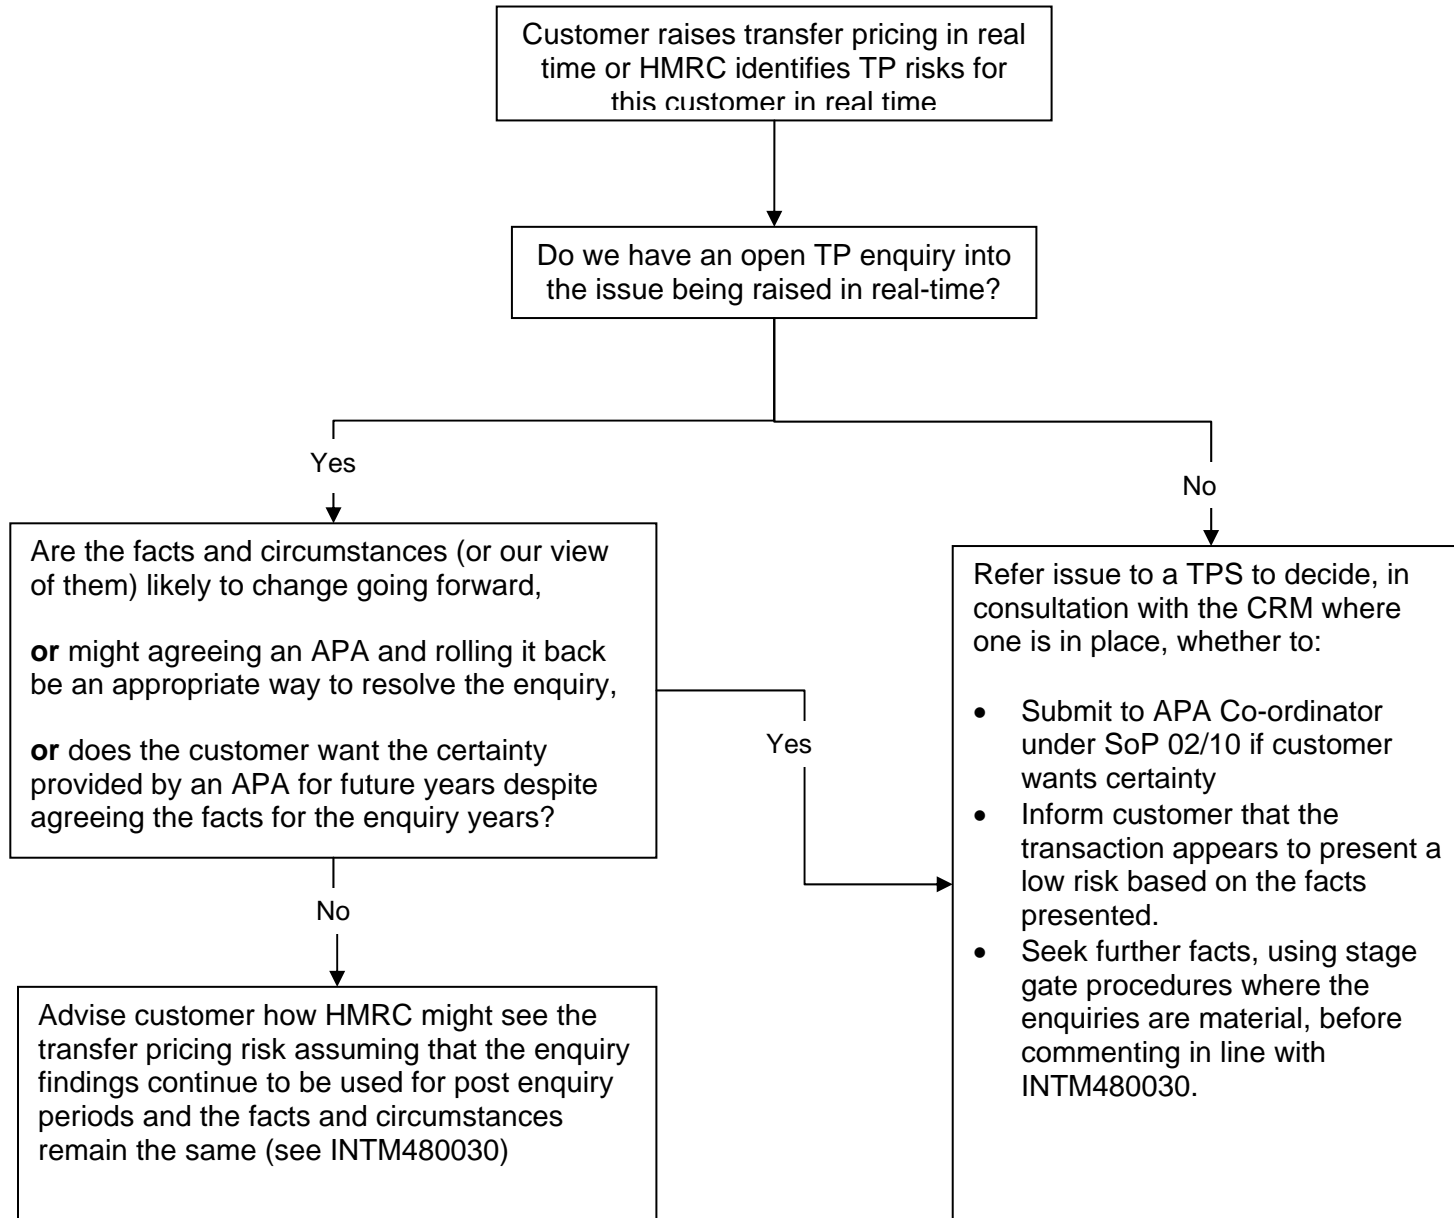 Customer raises transfer pricing in real
time or HMRC identifies TP risks for
this customer in real time
Do we have an open TP enquiry into
the issue being raised in real-time?
Yes
No
Are the facts and circumstances (or our view
of them) likely to change going forward,
or might agreeing an APA and rolling it back
be an appropriate way to resolve the enquiry,
or does the customer want the certainty
provided by an APA for future years despite
agreeing the facts for the enquiry years?
Yes
No
Refer issue to a TPS to decide, in
consultation with the CRM where
one is in place, whether to:
• Submit to APA Co-ordinator
under SoP 02/10 if customer
wants certainty
• Inform customer that the
transaction appears to present a
low risk based on the facts
presented.
• Seek further facts, using stage
gate procedures where the
enquiries are material, before
commenting in line with
INTM480030.
Advise customer how HMRC might see the
transfer pricing risk assuming that the enquiry
findings continue to be used for post enquiry
periods and the facts and circumstances
remain the same (see INTM480030)